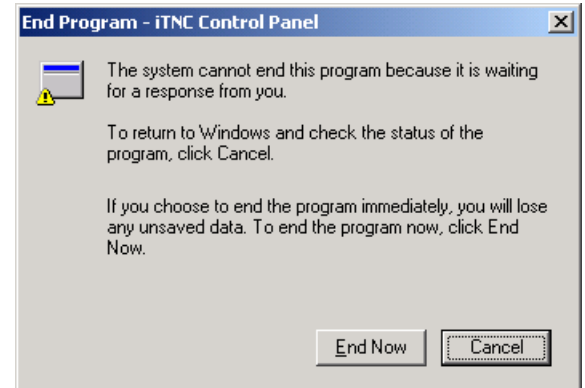 End Program - iTNC Control Panel
The system cannot end this program because it is waiting
for a response from you.
To return to Windows and check the status of the
program, click Cancel.
If you choose to end the program immediately, you will lose
any unsaved data. To end the program now, click End
Now.
End Now
Cancel